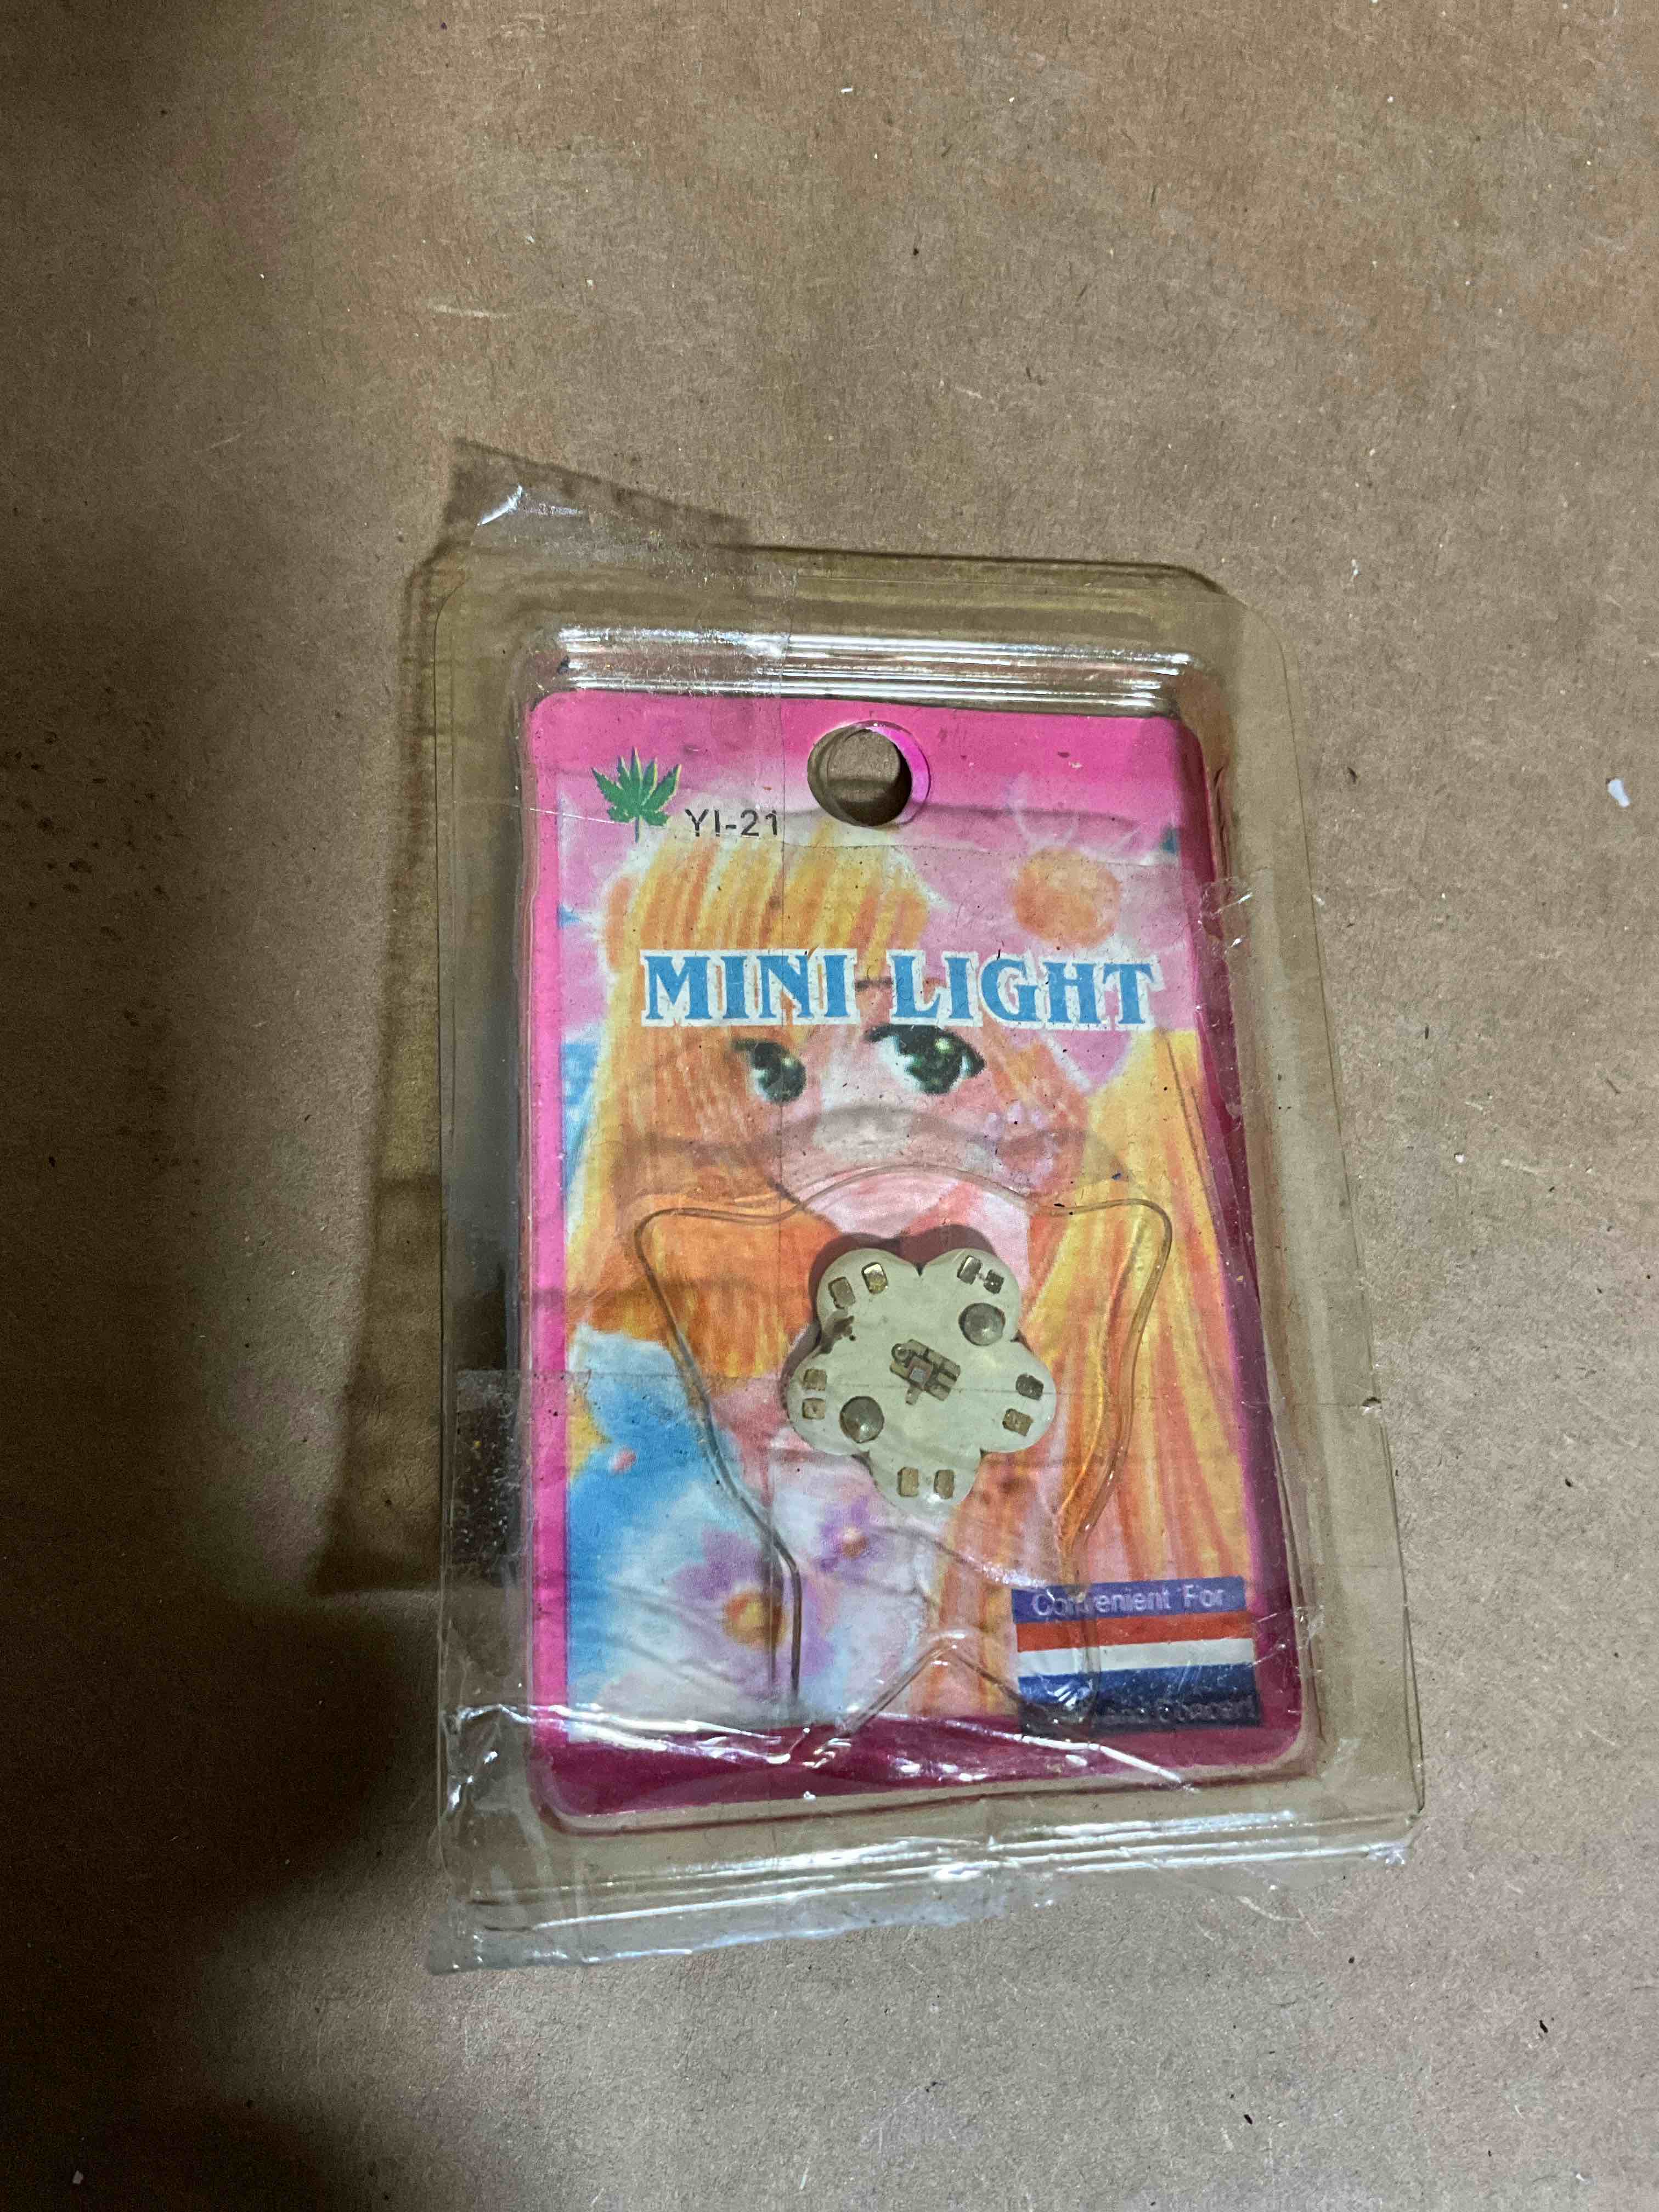 YI-21
MINI LIGHT
Convenient For